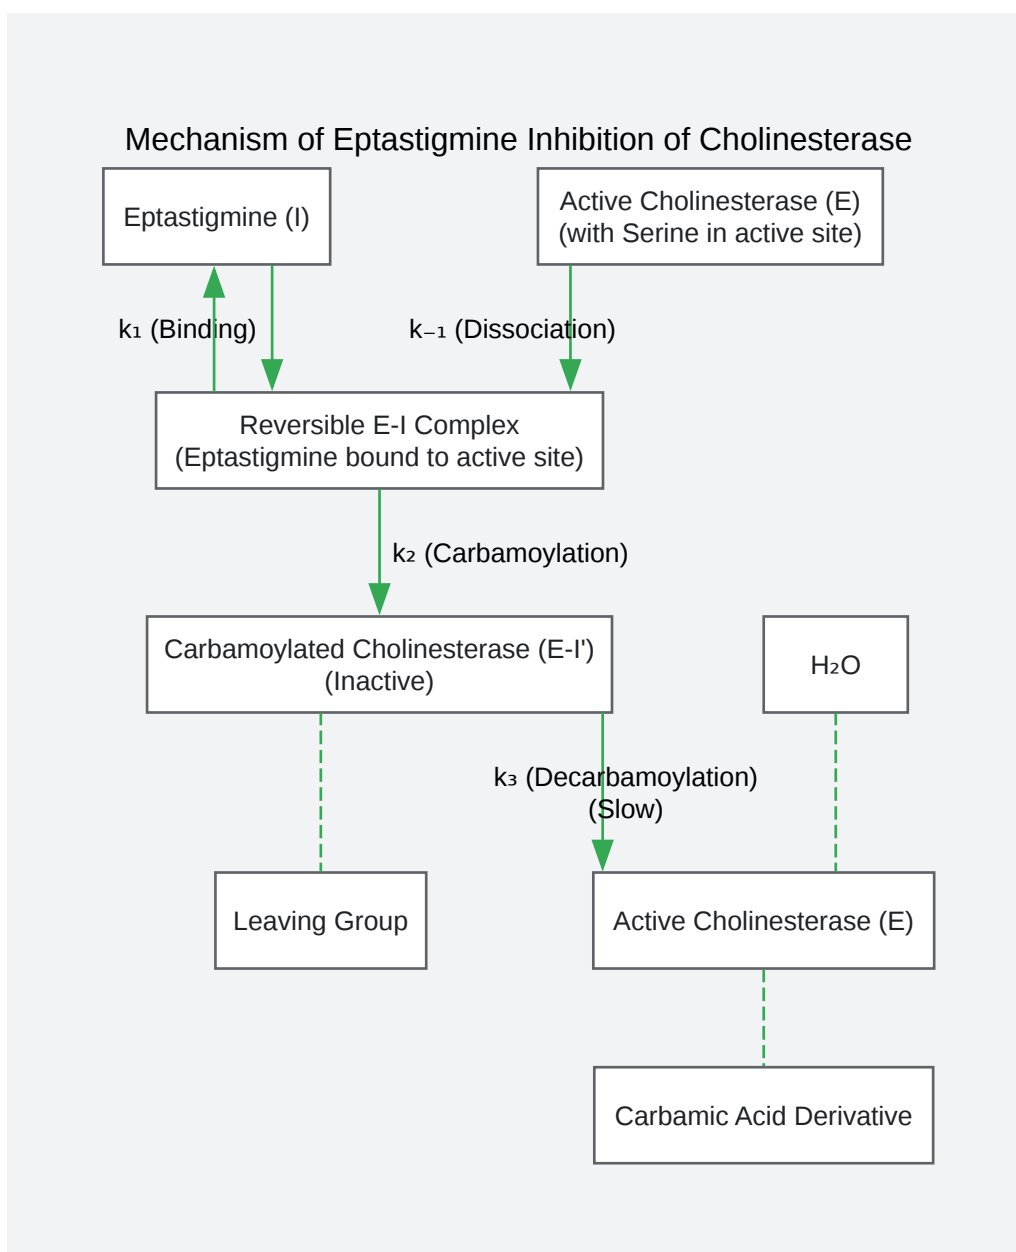 Mechanism of Eptastigmine Inhibition of Cholinesterase
Eptastigmine (I)
Active Cholinesterase (E)
(with Serine in active site)
k₁ (Binding)
k₋₁ (Dissociation)
Reversible E-I Complex
(Eptastigmine bound to active site)
k₂ (Carbamoylation)
Carbamoylated Cholinesterase (E-I')
(Inactive)
H₂O
k₃ (Decarbamoylation)
(Slow)
Leaving Group
Active Cholinesterase (E)
Carbamic Acid Derivative